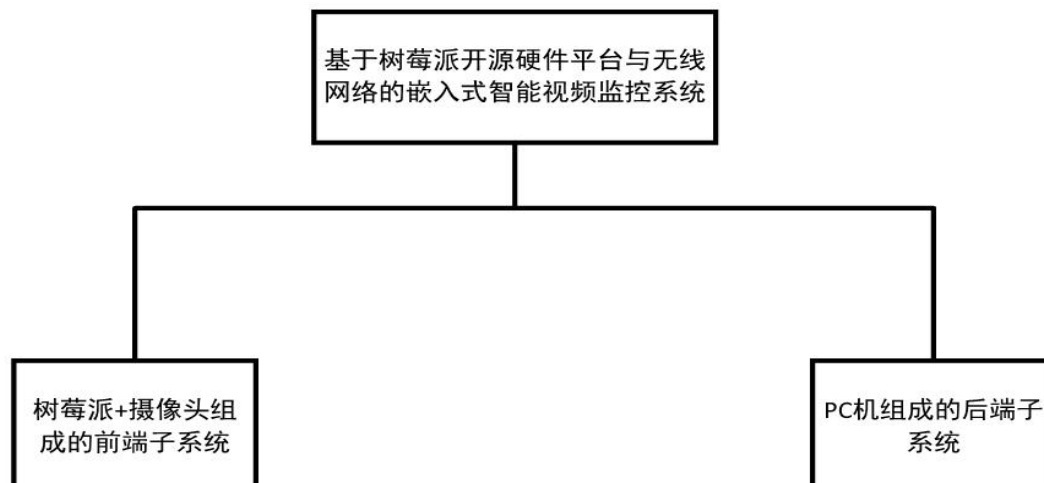 基于树莓派开源硬件平台与无线
网络的嵌入式智能视频监控系统
树莓派+摄像头组
成的前端子系统
PC机组成的后端子
系统